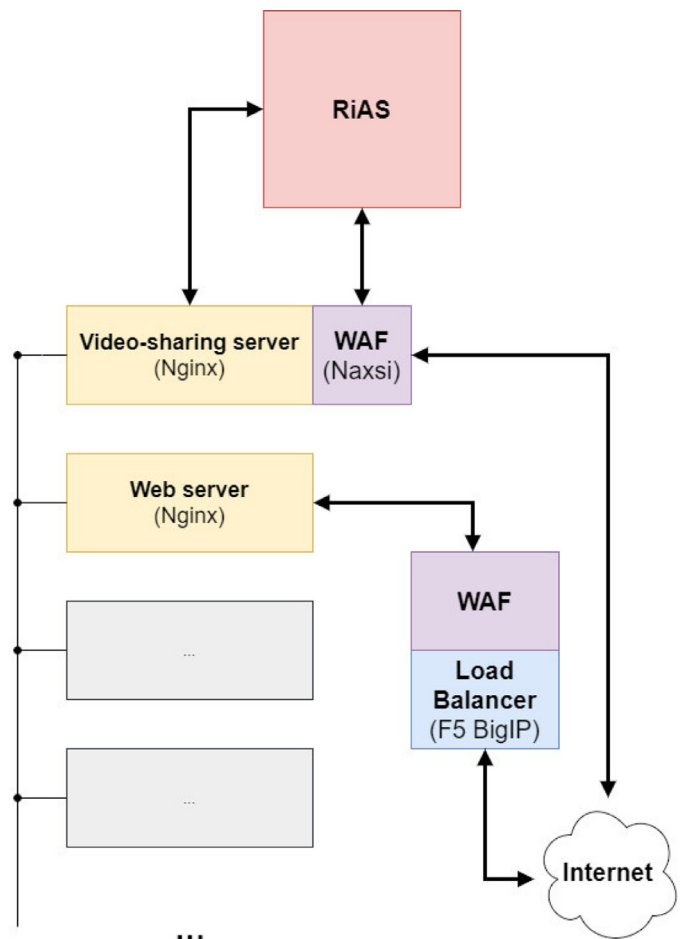 RiAS
Video-sharing server
(Nginx)
WAF
(Naxsi)
Web server
(Nginx)
WAF
...
Load
Balancer
(F5 BigIP)
...
Internet
...